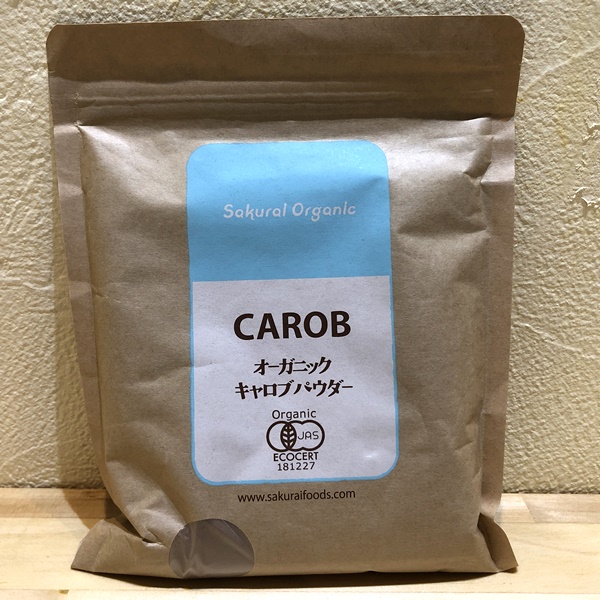 Sakurai Organic
CAROB
オーガニック
キャロブパウダー
Organic
JAS
ECOCERT
181227
www.sakuraifoods.com